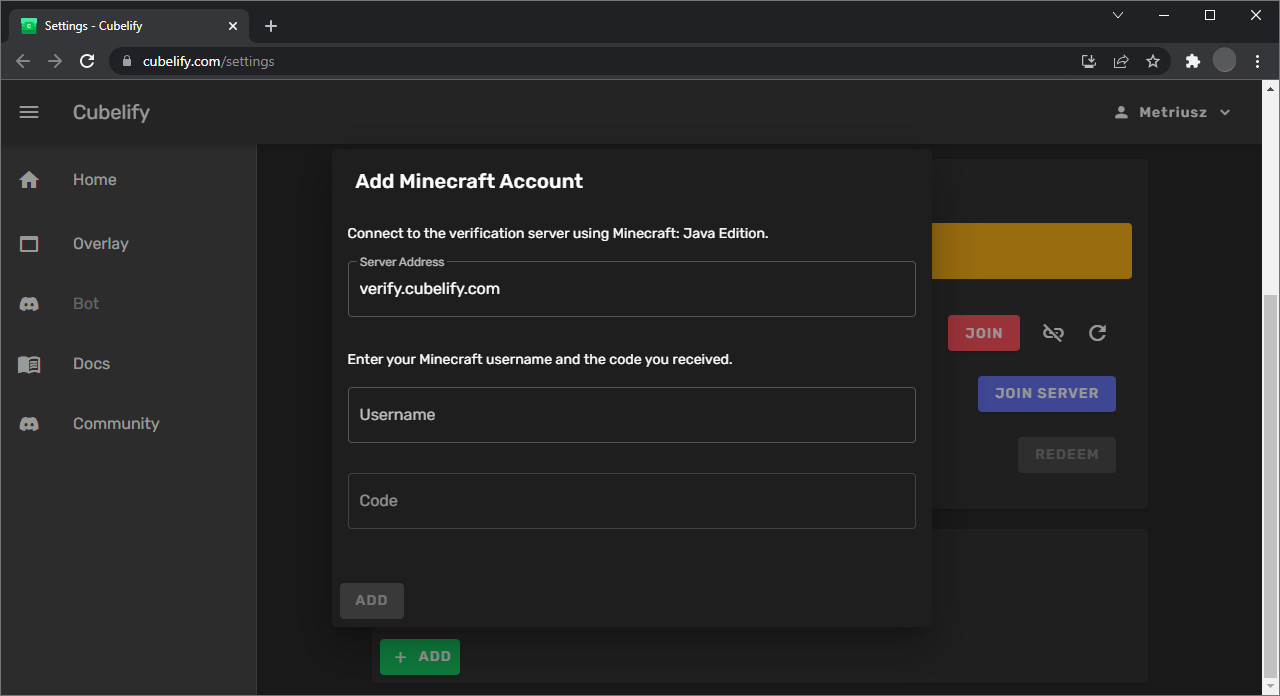 Settings - Cubelify
cubelify.com/settings
Cubelify
Metriusz
Home
Overlay
Bot
Docs
Community
Add Minecraft Account
Connect to the verification server using Minecraft: Java Edition.
Server Address
verify.cubelify.com
Enter your Minecraft username and the code you received.
Username
Code
ADD
JOIN
JOIN SERVER
REDEEM
+ ADD